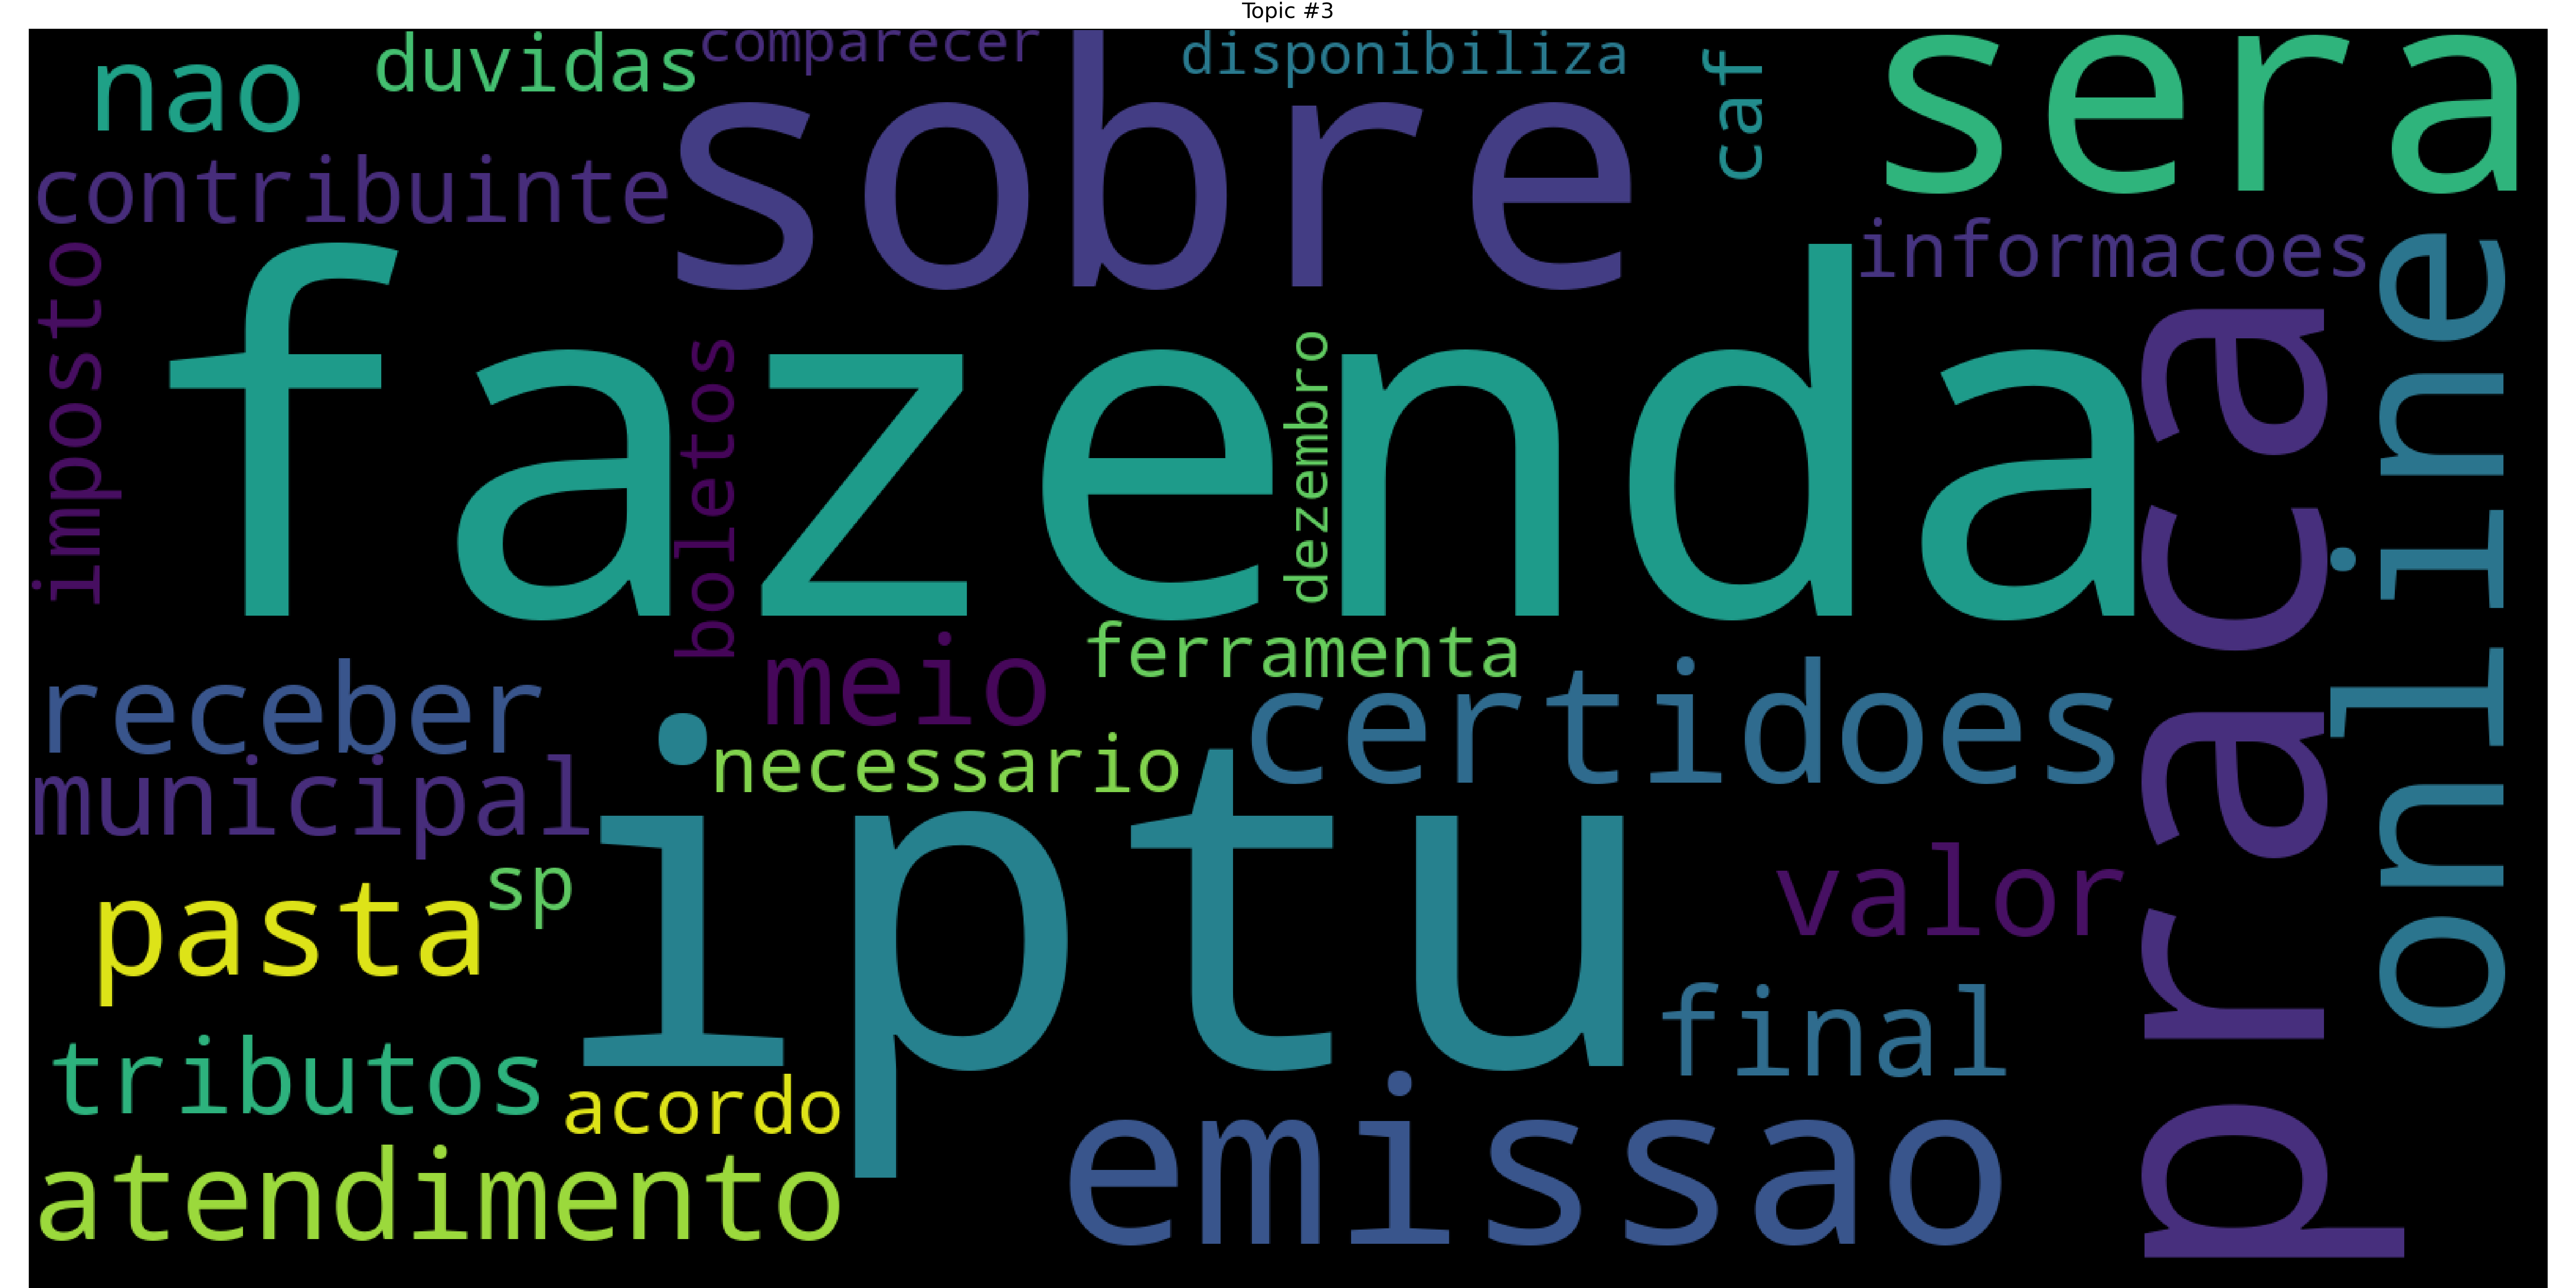 Topic #3
nao
duvidas
comparecer
disponibiliza
caf
sera
contribuinte
sobre
informacoes
imposto
fazenda
boletos
dezembro
praca
online
receber
meio
ferramenta
certidoes
municipal
necessario
iptu
pasta
sp
valor
tributos
acordo
final
atendimento
emissao